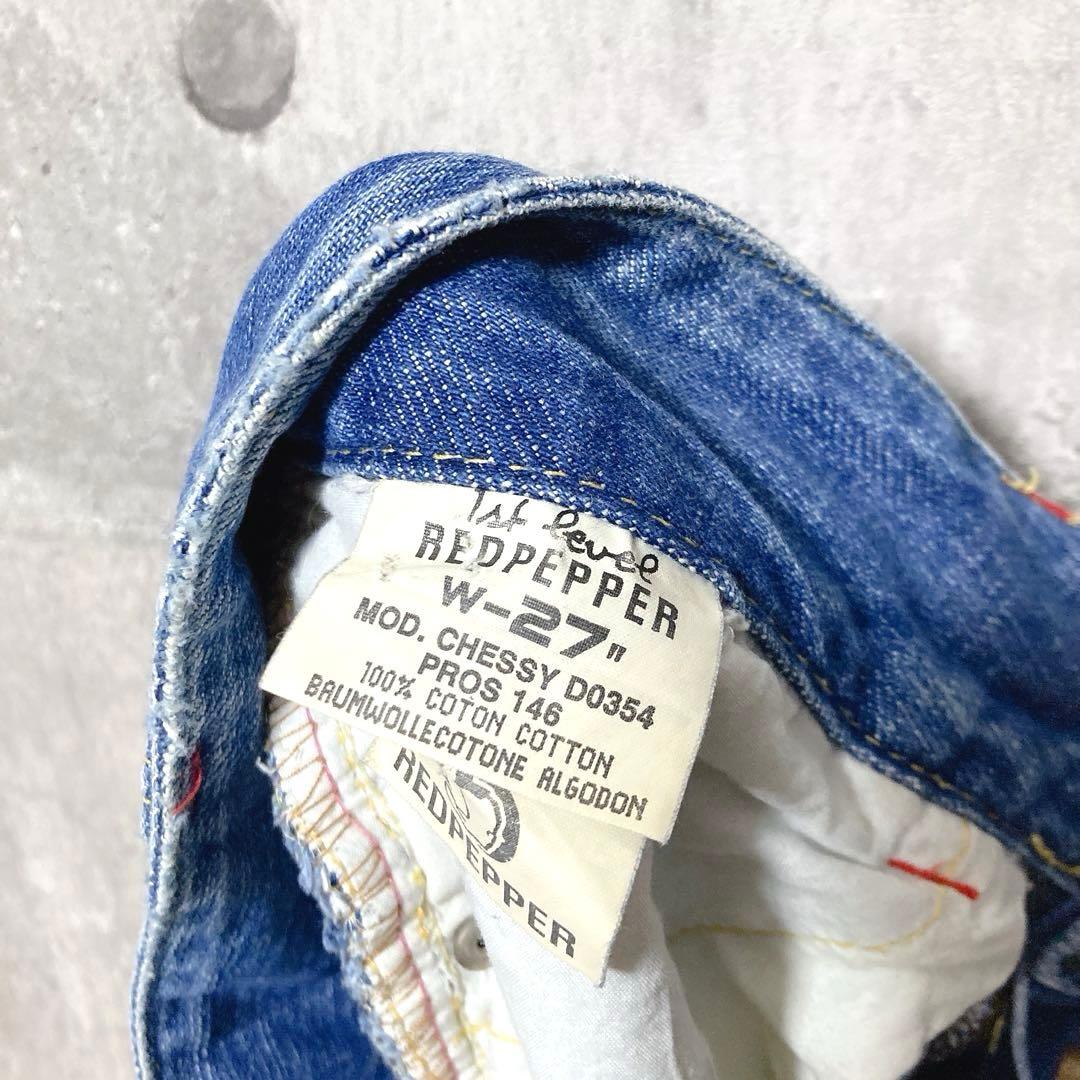 1st level
REDPEPPER
W-27"
MOD. CHESSY D0354
PROS 146
100% COTON COTTON
BAUMWOLLECOTONE ALGODON
REDPEPPER